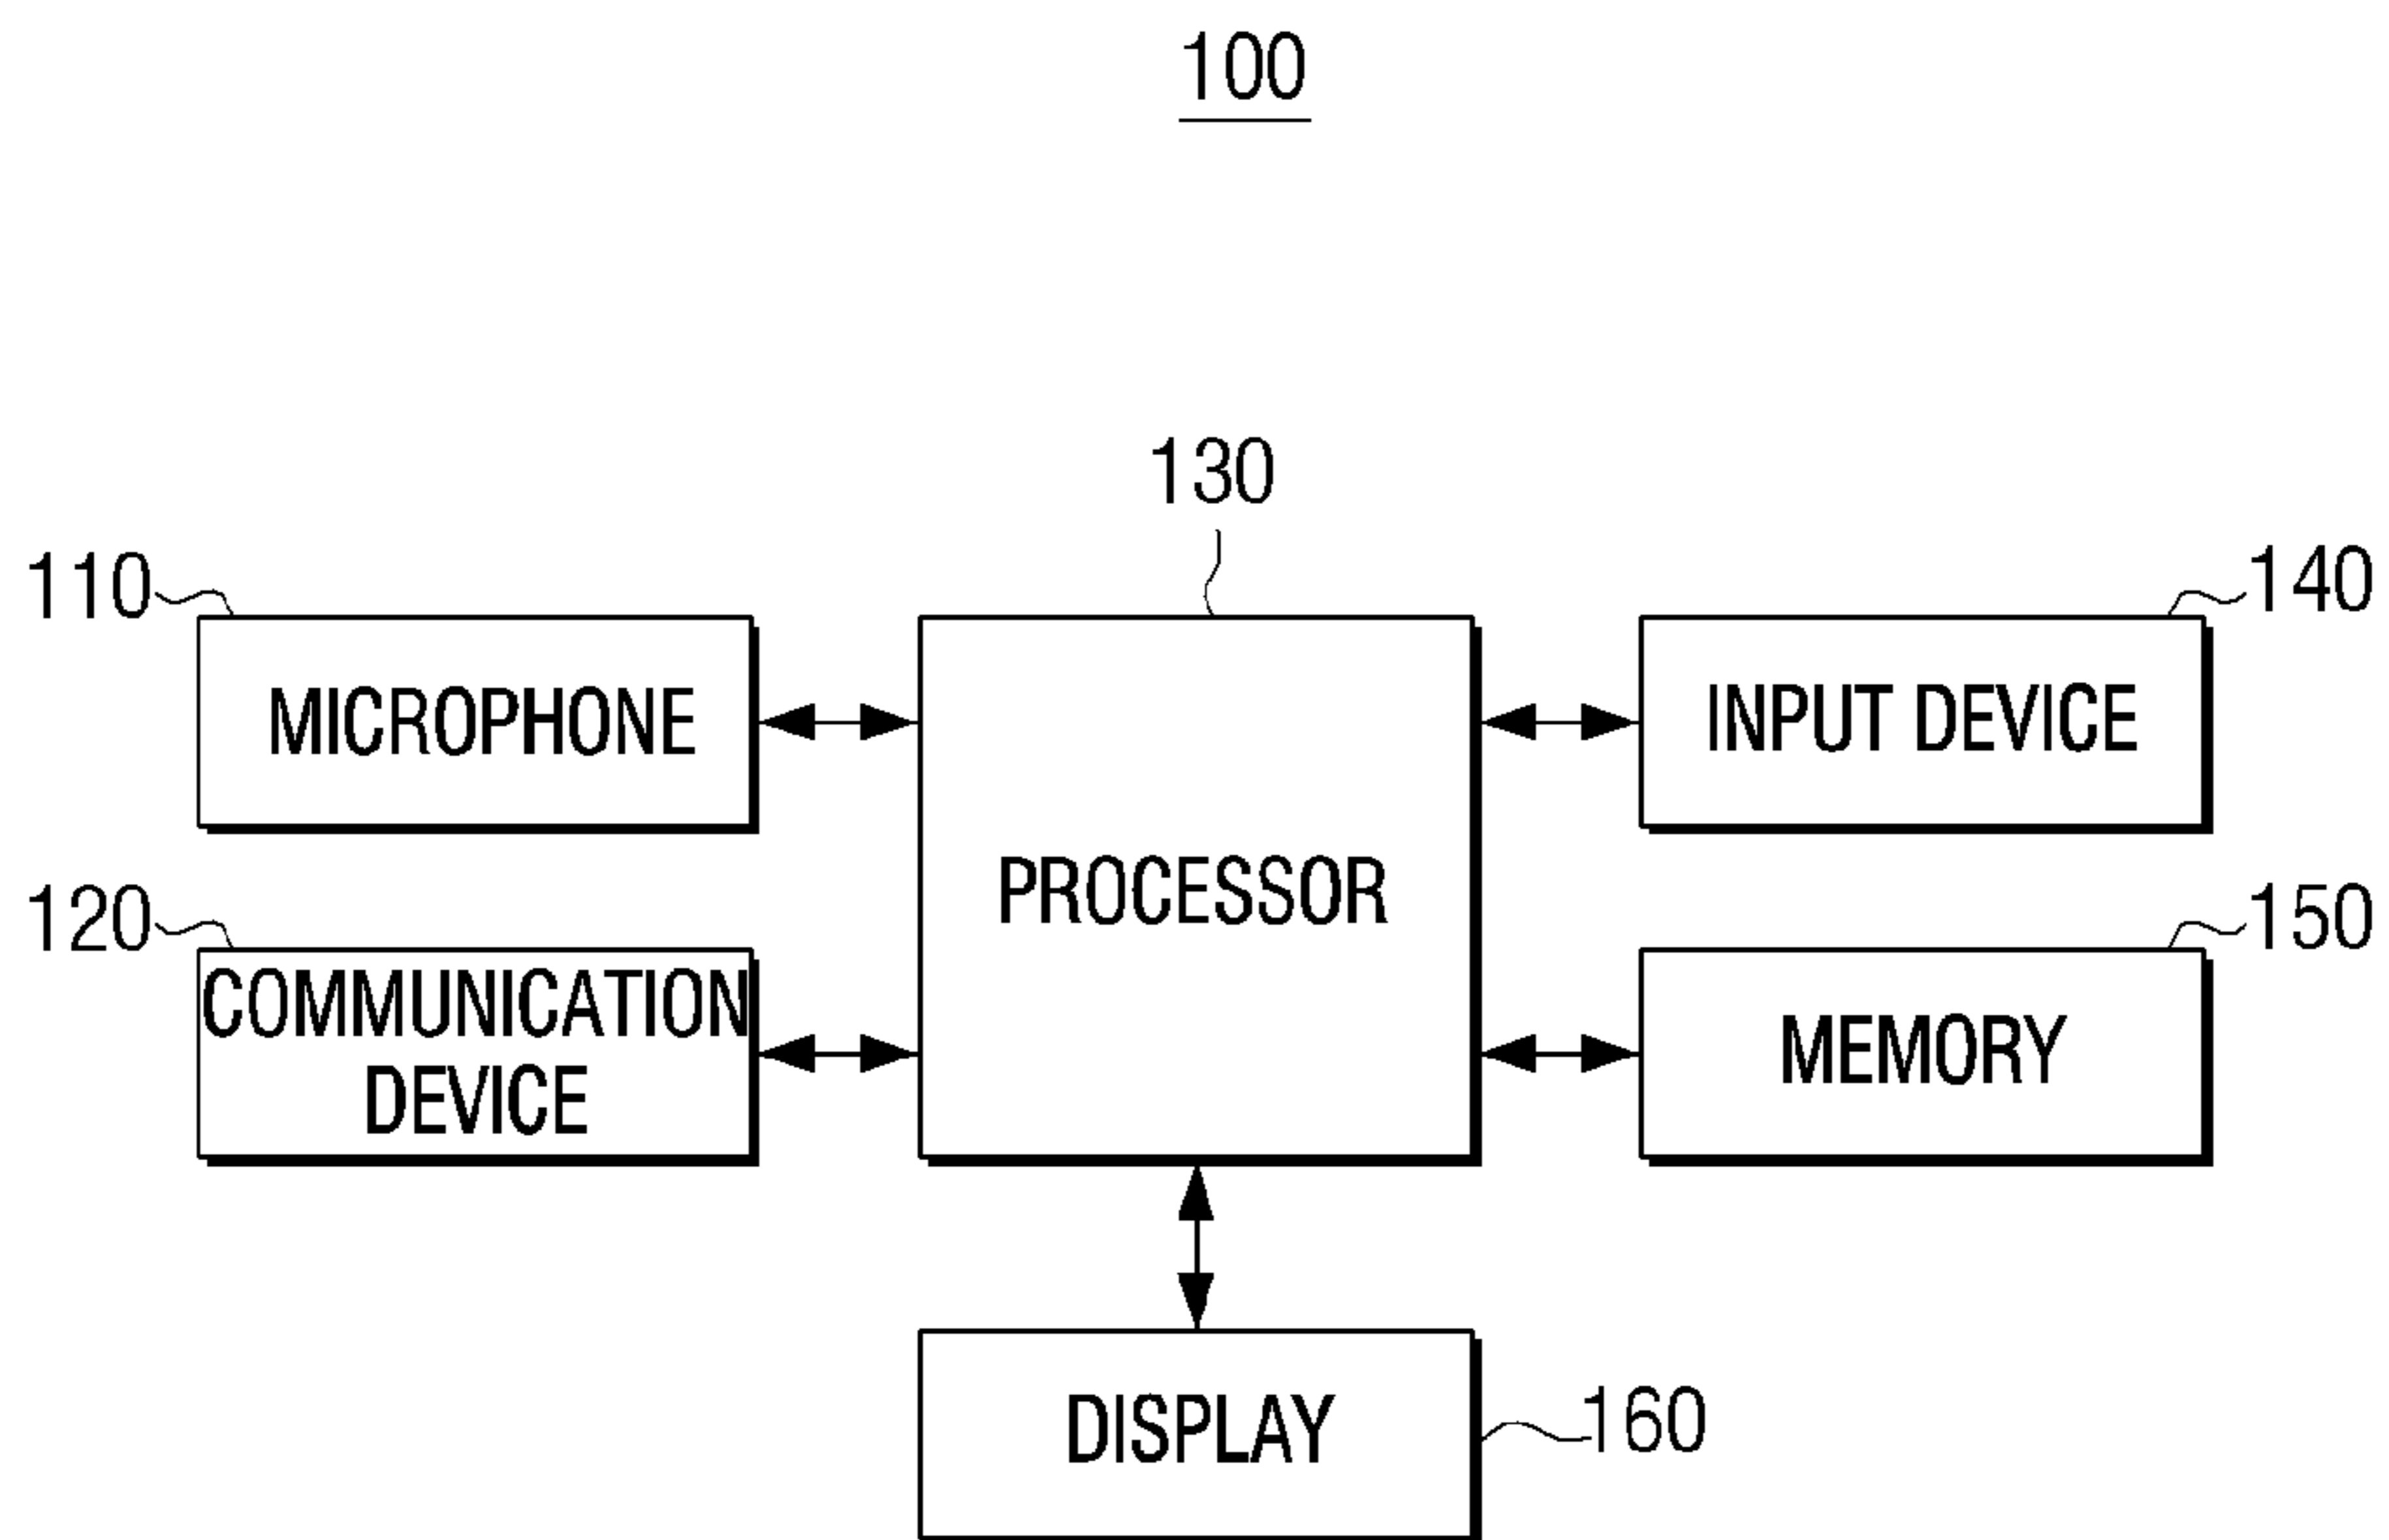 100
130
110
140
MICROPHONE
INPUT DEVICE
PROCESSOR
120
150
COMMUNICATION
DEVICE
MEMORY
DISPLAY
160